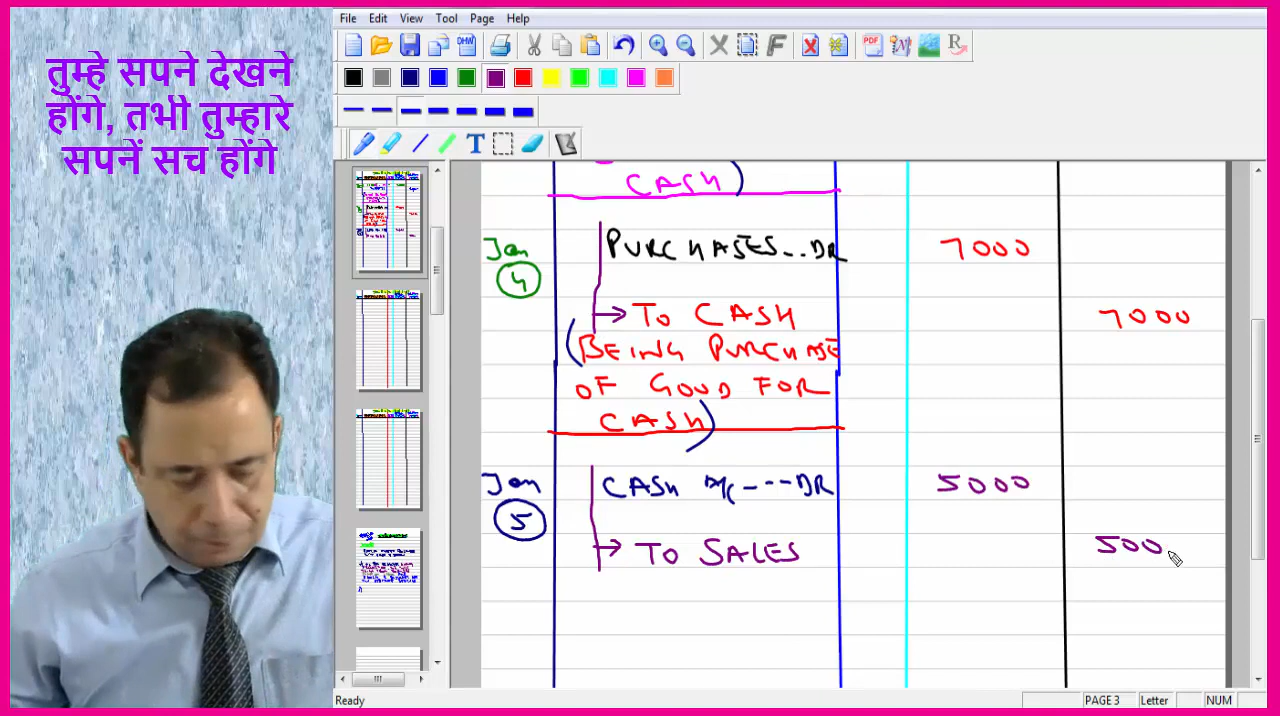 तुम्हे सपने देखने
होंगे, तभी तुम्हारे
सपनें सच होंगे
File Edit View Tool Page Help
CASH)
Jan 4 PURCHASES...DR 7000
→ TO CASH 7000
(BEING PURCHASE
OF GOOD FOR
CASH)
Jan 5 CASH A/C---DR 5000
→ TO SALES 500
Ready PAGE 3 Letter NUM